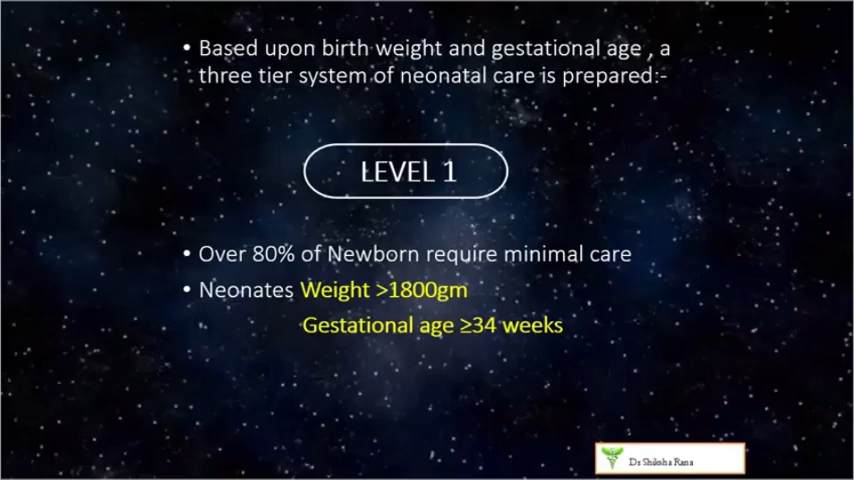 • Based upon birth weight and gestational age , a
three tier system of neonatal care is prepared:-
LEVEL 1
• Over 80% of Newborn require minimal care
• Neonates Weight >1800gm
Gestational age ≥34 weeks
Dr Shiksha Rana